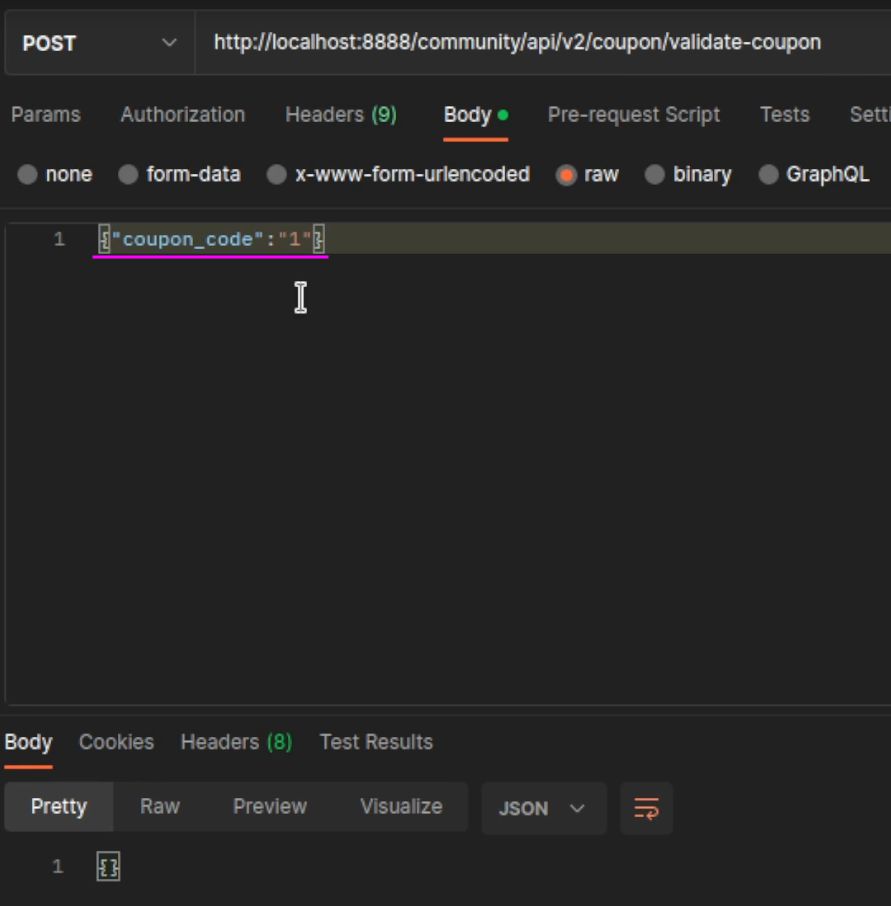 POST http://localhost:8888/community/api/v2/coupon/validate-coupon
Params Authorization Headers (9) Body Pre-request Script Tests Setti
none form-data x-www-form-urlencoded raw binary GraphQL
1 {"coupon_code":"1"}
Body Cookies Headers (8) Test Results
Pretty Raw Preview Visualize JSON
1 {}